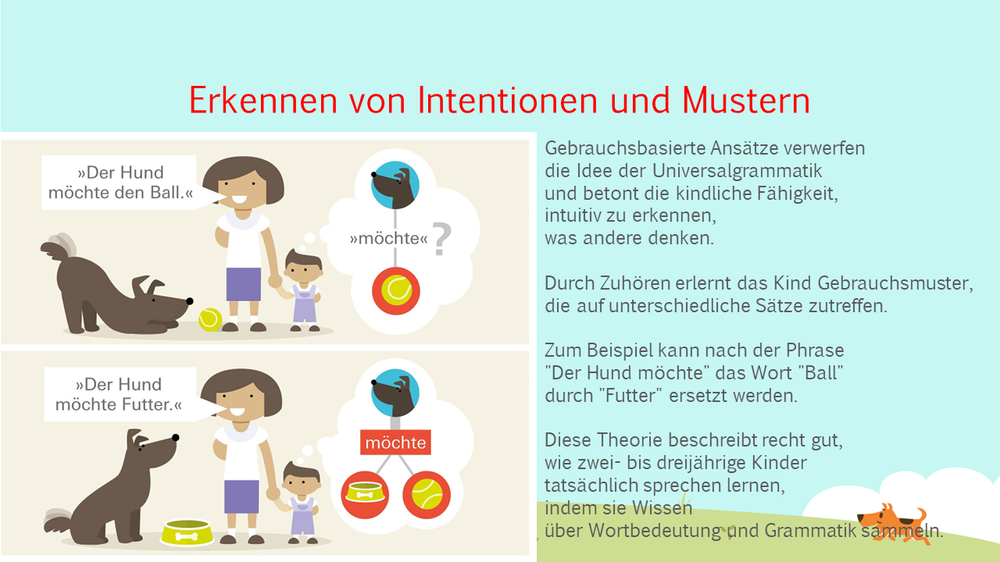 Erkennen von Intentionen und Mustern
»Der Hund
möchte den Ball.«
»möchte« ?
»Der Hund
möchte Futter.«
möchte
Gebrauchsbasierte Ansätze verwerfen
die Idee der Universalgrammatik
und betont die kindliche Fähigkeit,
intuitiv zu erkennen,
was andere denken.
Durch Zuhören erlernt das Kind Gebrauchsmuster,
die auf unterschiedliche Sätze zutreffen.
Zum Beispiel kann nach der Phrase
"Der Hund möchte" das Wort "Ball"
durch "Futter" ersetzt werden.
Diese Theorie beschreibt recht gut,
wie zwei- bis dreijährige Kinder
tatsächlich sprechen lernen,
indem sie Wissen
über Wortbedeutung und Grammatik sammeln.